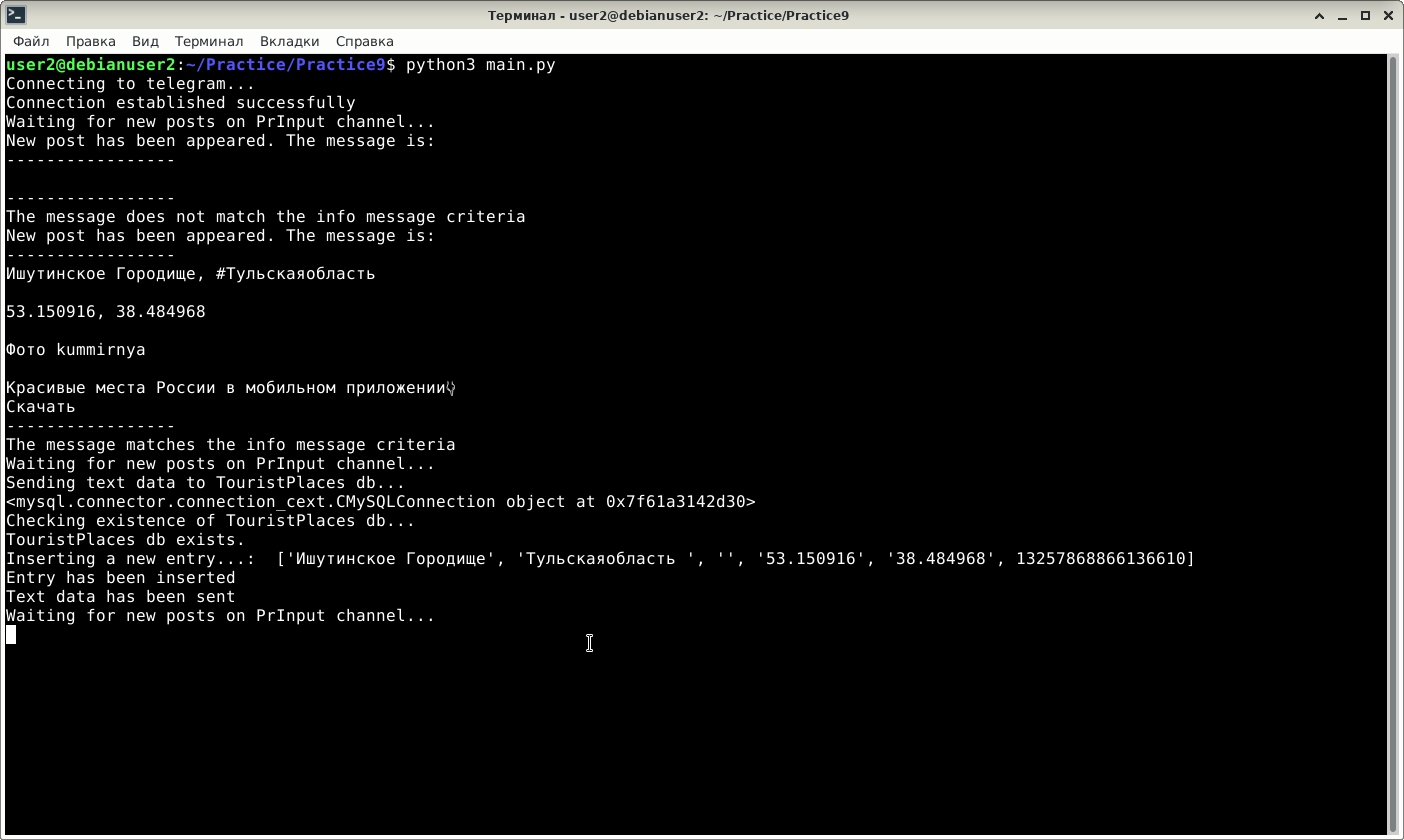 Терминал - user2@debianuser2: ~/Practice/Practice9
Файл Правка Вид Терминал Вкладки Справка
user2@debianuser2:~/Practice/Practice9$ python3 main.py
Connecting to telegram...
Connection established successfully
Waiting for new posts on PrInput channel...
New post has been appeared. The message is:
-----------------
-----------------
The message does not match the info message criteria
New post has been appeared. The message is:
-----------------
Ишутинское Городище, #Тульскаяобласть
53.150916, 38.484968
Фото kummirnya
Красивые места России в мобильном приложении👇
Скачать
-----------------
The message matches the info message criteria
Waiting for new posts on PrInput channel...
Sending text data to TouristPlaces db...
<mysql.connector.connection_cext.CMySQLConnection object at 0x7f61a3142d30>
Checking existence of TouristPlaces db...
TouristPlaces db exists.
Inserting a new entry...:  ['Ишутинское Городище', 'Тульскаяобласть ', '', '53.150916', '38.484968', 13257868866136610]
Entry has been inserted
Text data has been sent
Waiting for new posts on PrInput channel...